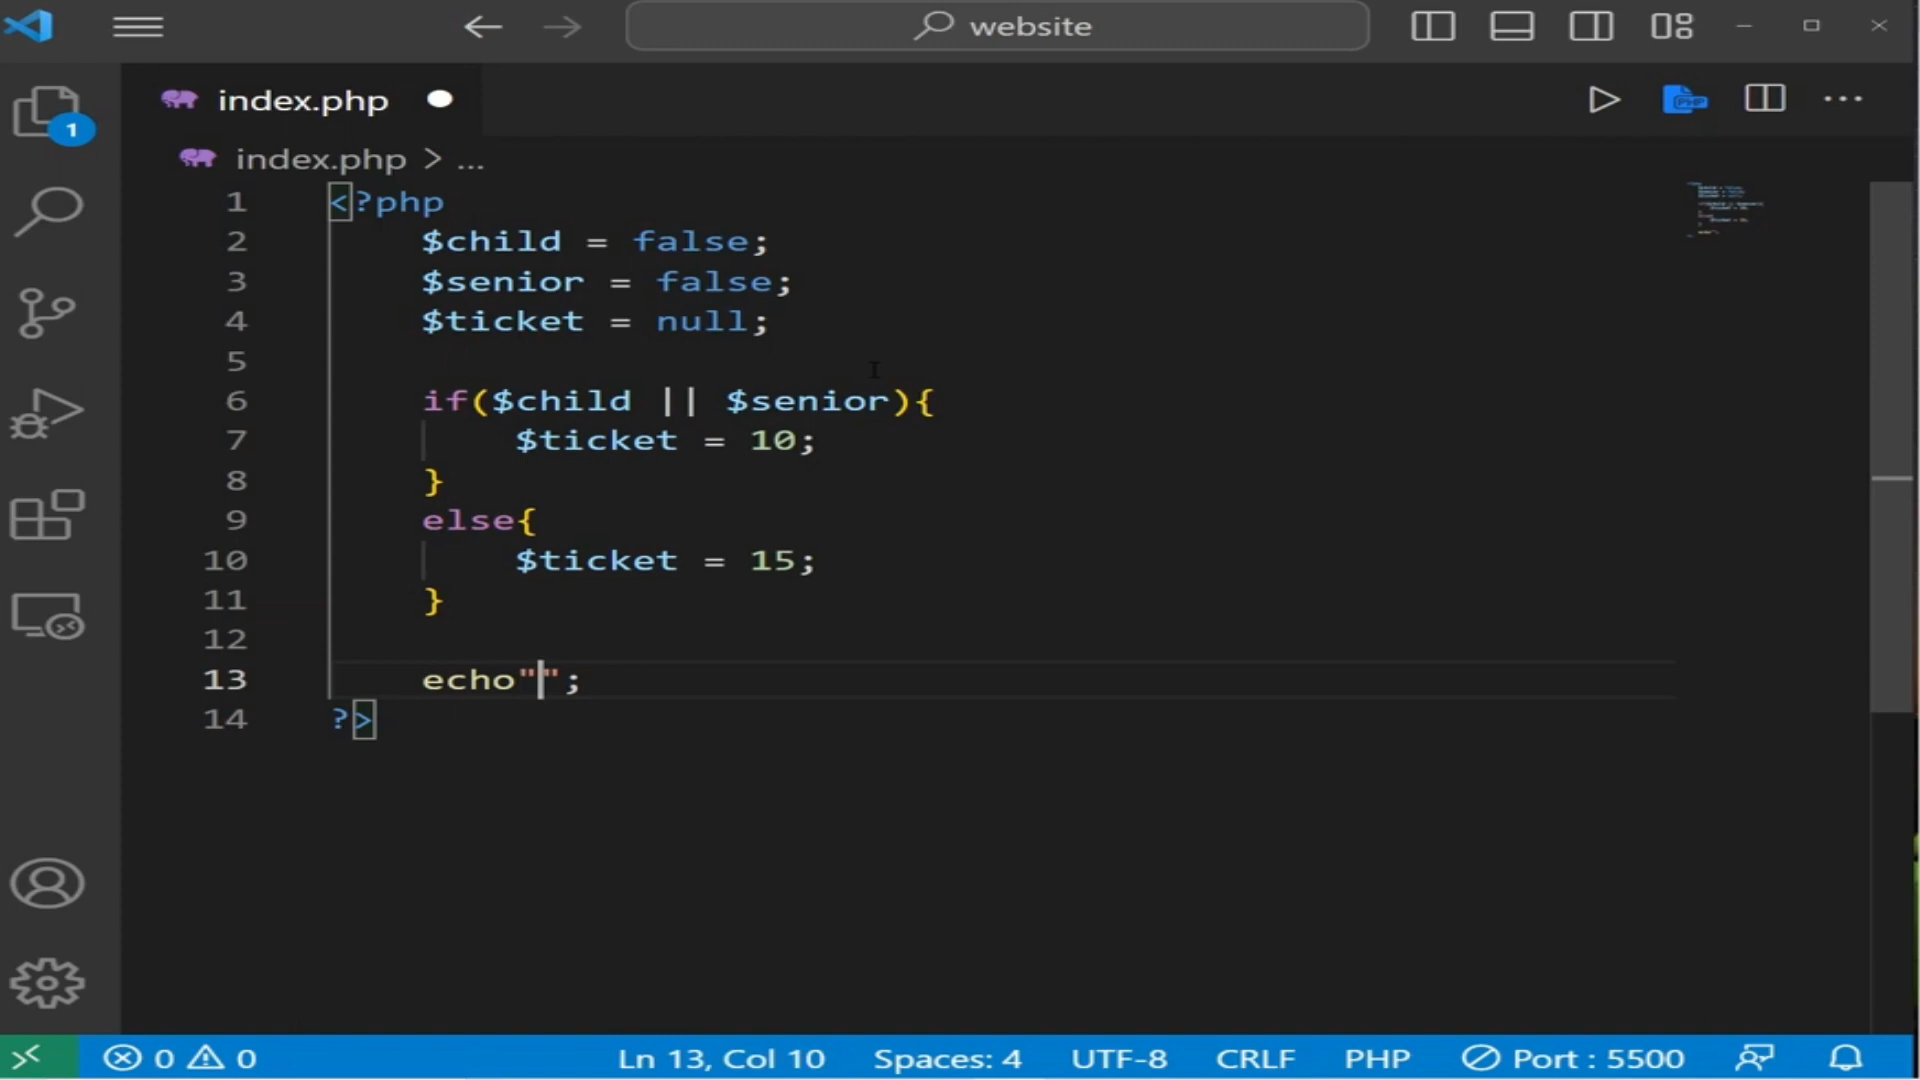 website
index.php
1
index.php > ...
1 <?php
2 $child = false;
3 $senior = false;
4 $ticket = null;
5
6 if($child || $senior){
7 $ticket = 10;
8 }
9 else{
10 $ticket = 15;
11 }
12
13 echo"";
14 ?>
0 0 Ln 13, Col 10 Spaces: 4 UTF-8 CRLF PHP Port : 5500